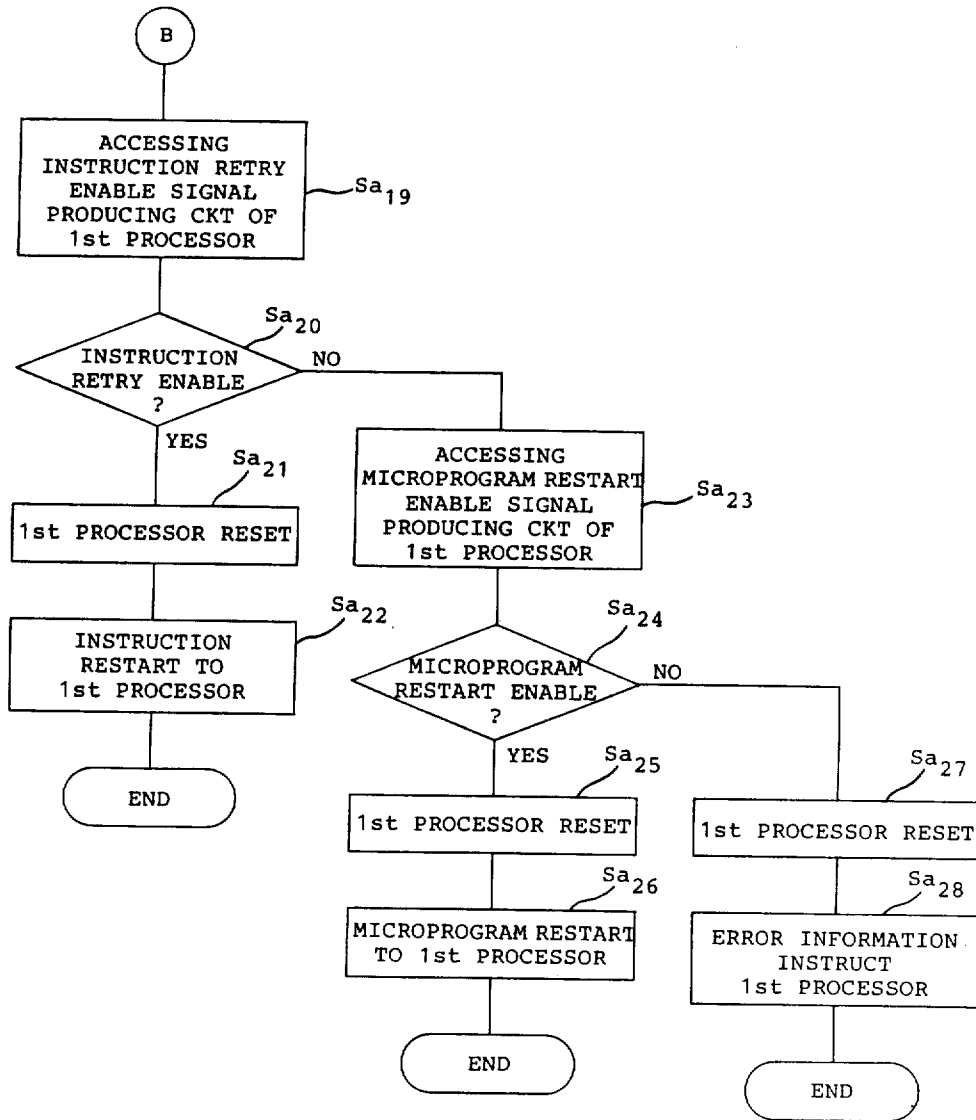 B
ACCESSING
INSTRUCTION RETRY
ENABLE SIGNAL
PRODUCING CKT OF
1st PROCESSOR
Sa19
Sa20
INSTRUCTION
RETRY ENABLE
?
NO
YES
Sa21
1st PROCESSOR RESET
Sa22
INSTRUCTION
RESTART TO
1st PROCESSOR
END
ACCESSING
MICROPROGRAM RESTART
ENABLE SIGNAL
PRODUCING CKT OF
1st PROCESSOR
Sa23
Sa24
MICROPROGRAM
RESTART ENABLE
?
NO
YES
Sa25
1st PROCESSOR RESET
Sa26
MICROPROGRAM RESTART
TO 1st PROCESSOR
END
Sa27
1st PROCESSOR RESET
Sa28
ERROR INFORMATION
INSTRUCT
1st PROCESSOR
END